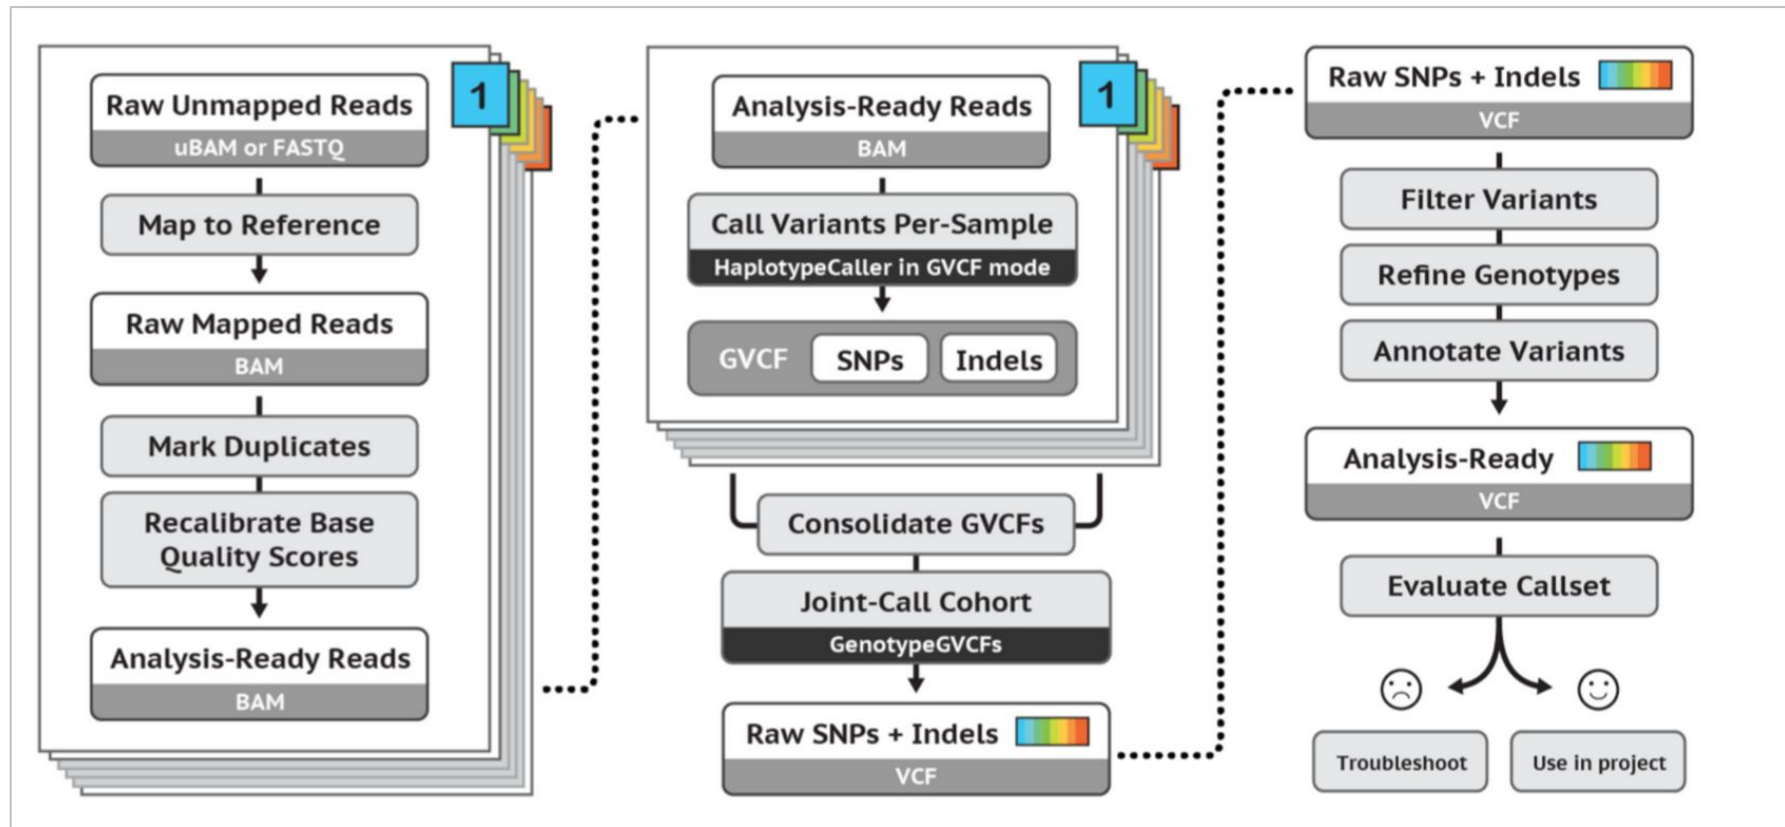 1
Raw Unmapped Reads
uBAM or FASTQ
Map to Reference
Raw Mapped Reads
BAM
Mark Duplicates
Recalibrate Base
Quality Scores
Analysis-Ready Reads
BAM
1
Analysis-Ready Reads
BAM
Call Variants Per-Sample
HaplotypeCaller in GVCF mode
GVCF SNPs Indels
Consolidate GVCFs
Joint-Call Cohort
GenotypeGVCFs
Raw SNPs + Indels
VCF
Raw SNPs + Indels
VCF
Filter Variants
Refine Genotypes
Annotate Variants
Analysis-Ready
VCF
Evaluate Callset
Troubleshoot
Use in project